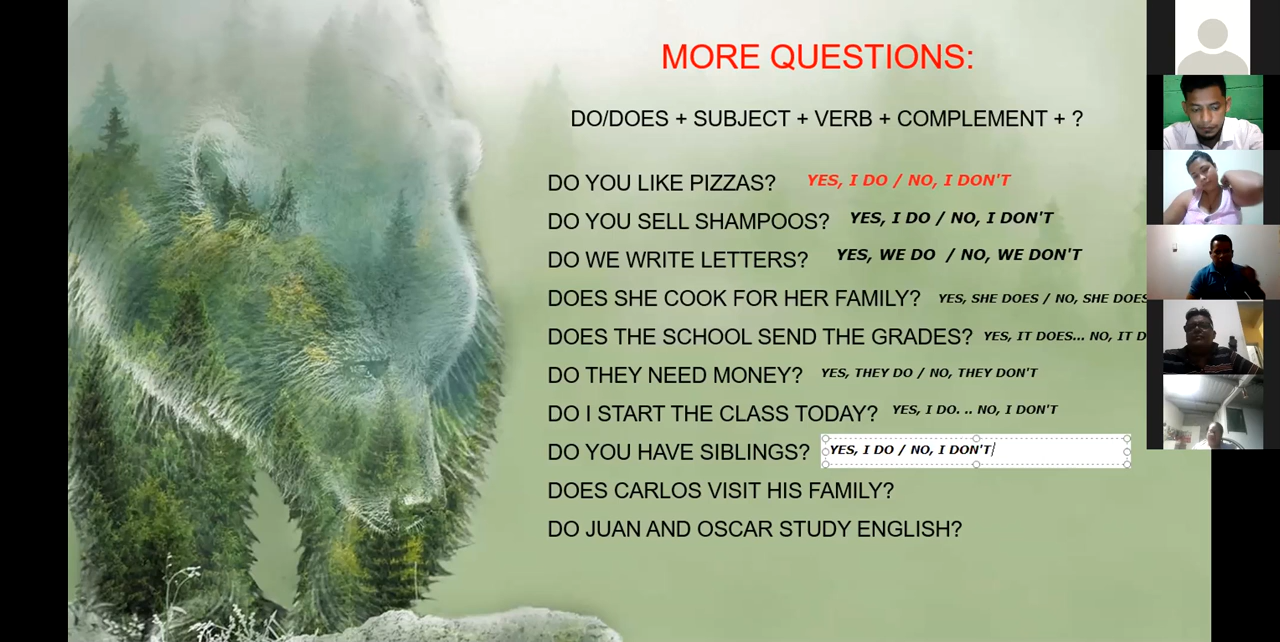 MORE QUESTIONS:
DO/DOES + SUBJECT + VERB + COMPLEMENT + ?
DO YOU LIKE PIZZAS? YES, I DO / NO, I DON'T
DO YOU SELL SHAMPOOS? YES, I DO / NO, I DON'T
DO WE WRITE LETTERS? YES, WE DO / NO, WE DON'T
DOES SHE COOK FOR HER FAMILY? YES, SHE DOES / NO, SHE DOES
DOES THE SCHOOL SEND THE GRADES? YES, IT DOES... NO, IT D
DO THEY NEED MONEY? YES, THEY DO / NO, THEY DON'T
DO I START THE CLASS TODAY? YES, I DO. .. NO, I DON'T
DO YOU HAVE SIBLINGS? YES, I DO / NO, I DON'T
DOES CARLOS VISIT HIS FAMILY?
DO JUAN AND OSCAR STUDY ENGLISH?